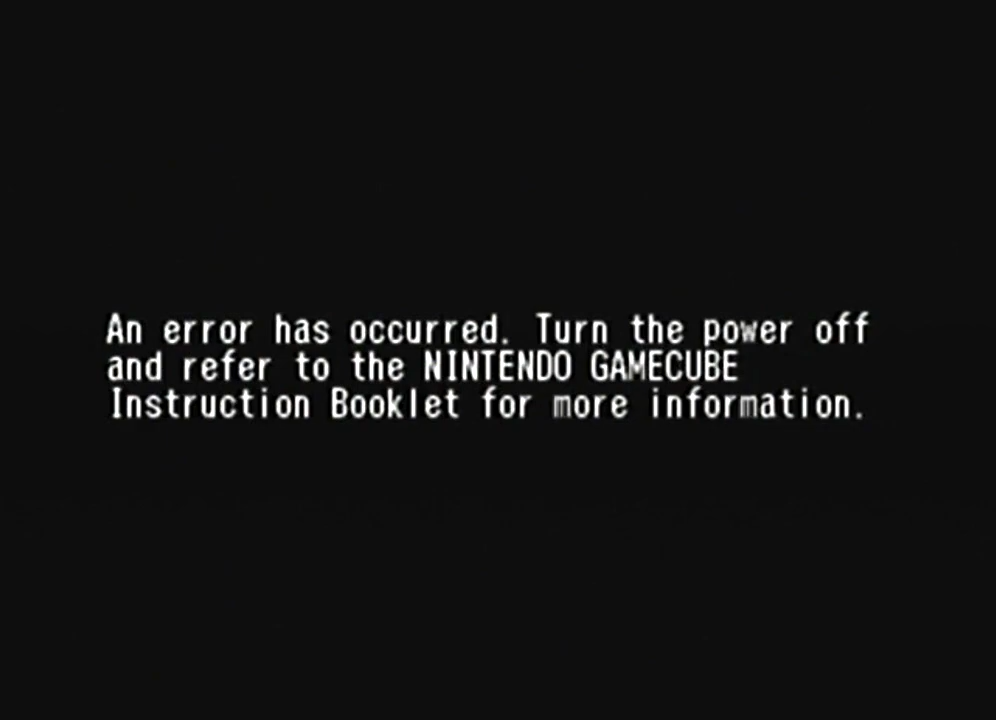 An error has occurred. Turn the power off
and refer to the NINTENDO GAMECUBE
Instruction Booklet for more information.